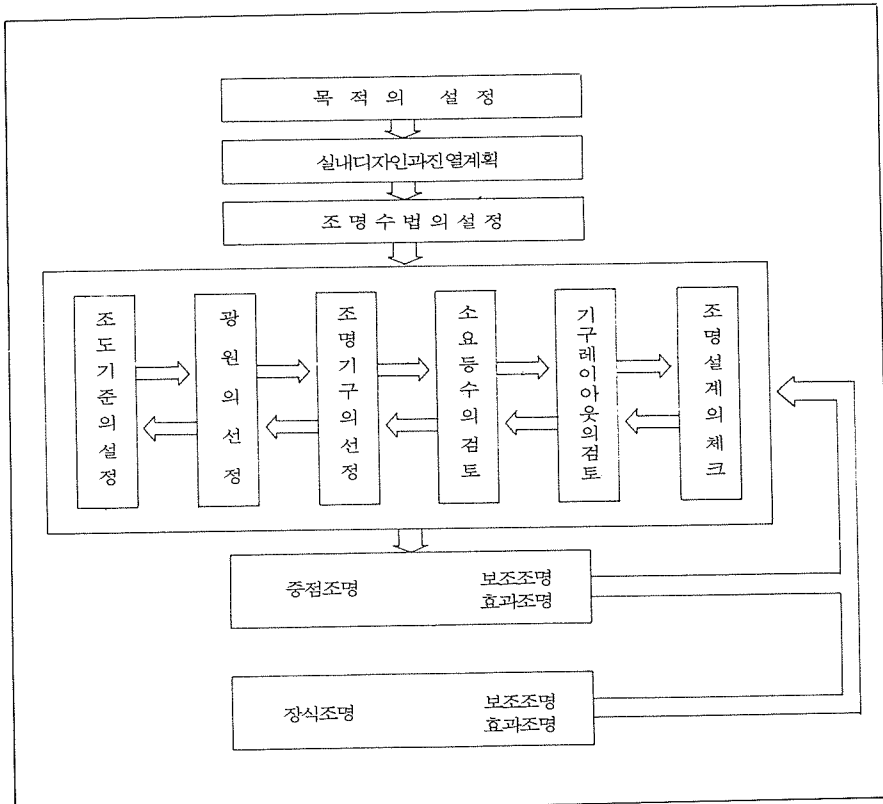 목적의 설정
실내디자인과진열계획
조명수법의설정
조도기준의설정
광원의선정
조명기구의선정
소요등수의검토
기구레이아웃의검토
조명설계의체크
중점조명 보조조명
효과조명
장식조명 보조조명
효과조명